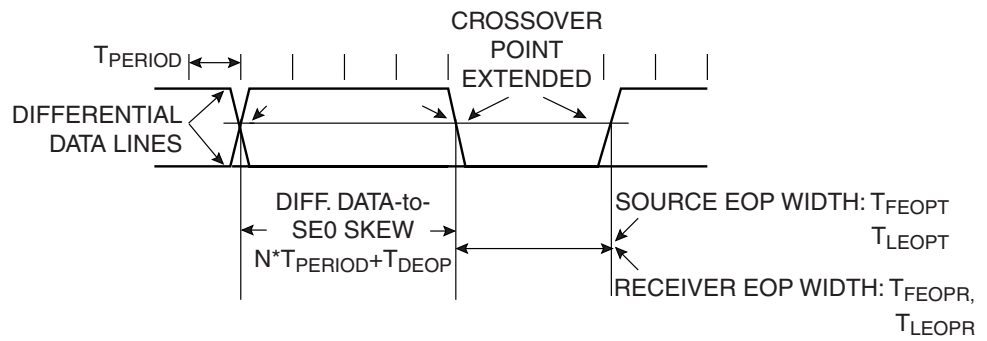 CROSSOVER
POINT
EXTENDED
TPERIOD
DIFFERENTIAL
DATA LINES
DIFF. DATA-to-
SE0 SKEW
N*TPERIOD+TDEOP
SOURCE EOP WIDTH: TFEOPT
TLEOPT
RECEIVER EOP WIDTH: TFEOPR,
TLEOPR